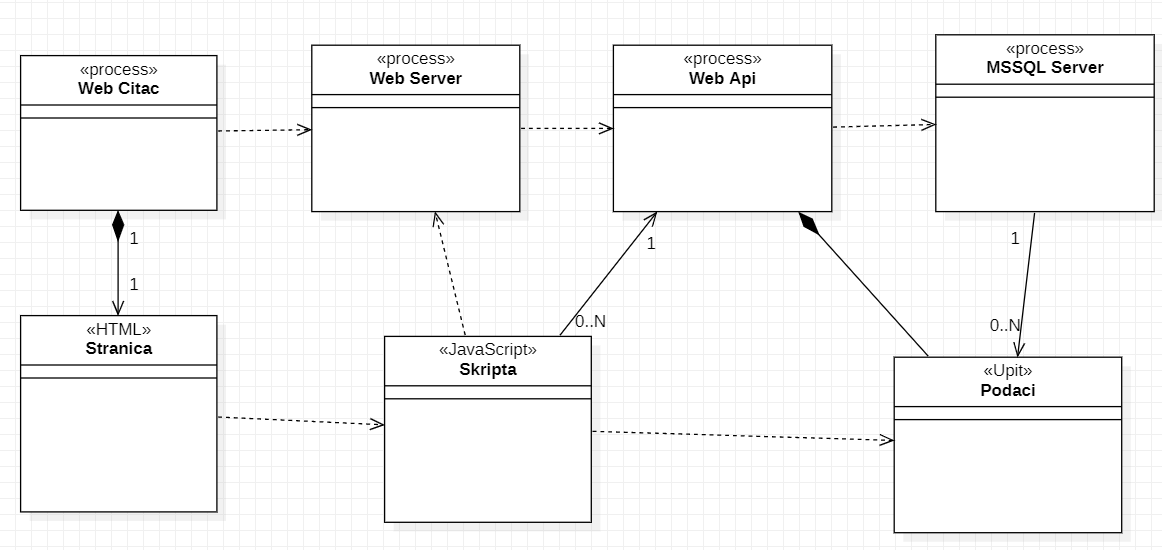 «process»
Web Citac
«process»
Web Server
«process»
Web Api
«process»
MSSQL Server
1
1
1
0..N
1
0..N
«HTML»
Stranica
«JavaScript»
Skripta
«Upit»
Podaci